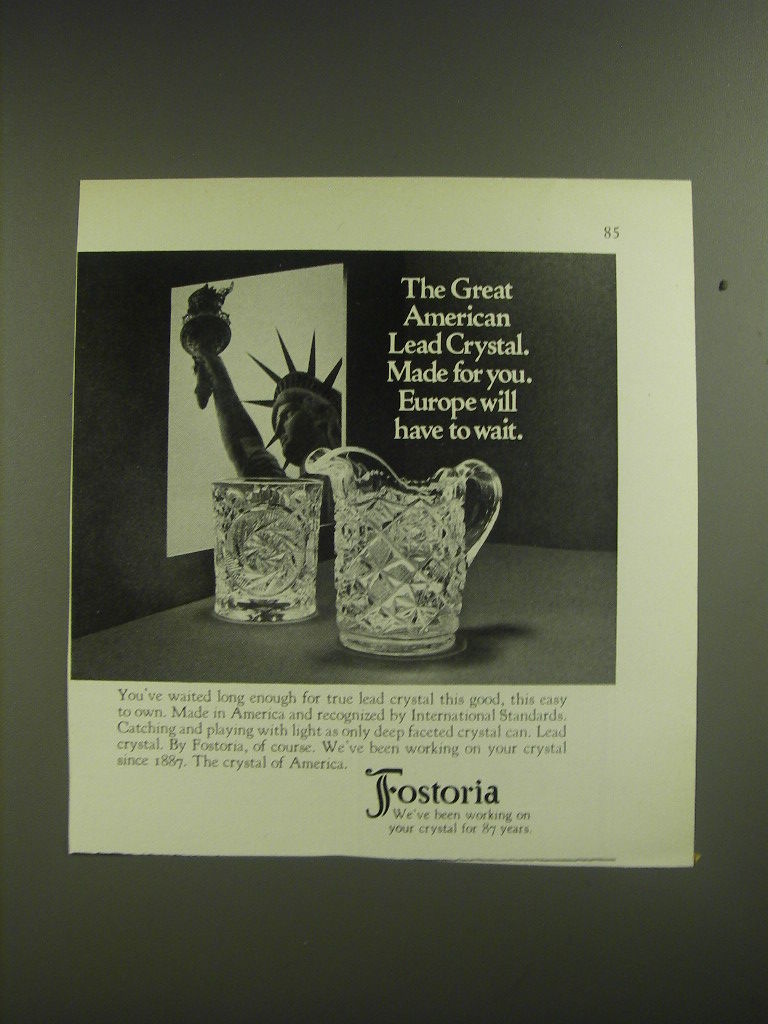 85
The Great
American
Lead Crystal.
Made for you.
Europe will
have to wait.
You've waited long enough for true lead crystal this good, this easy
to own. Made in America and recognized by International Standards.
Catching and playing with light as only deep faceted crystal can. Lead
crystal. By Fostoria, of course. We've been working on your crystal
since 1887. The crystal of America.
Fostoria
We've been working on
your crystal for 87 years.